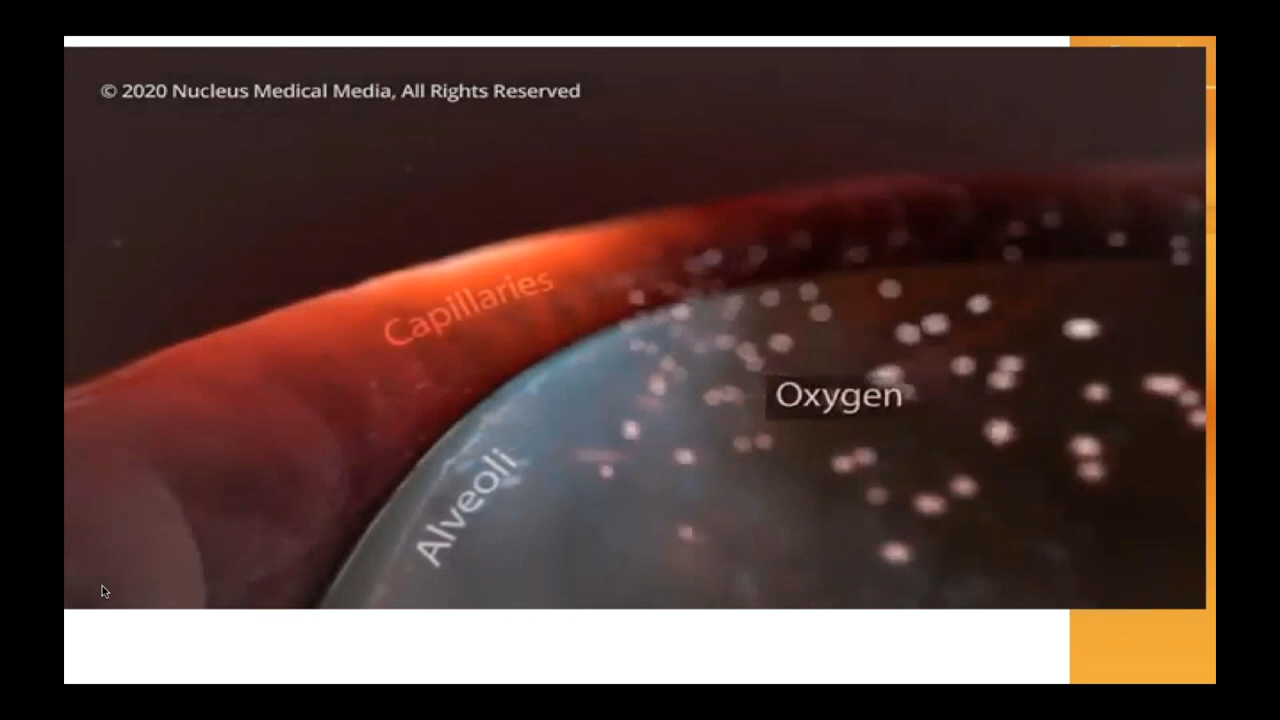 © 2020 Nucleus Medical Media, All Rights Reserved
Capillaries
Oxygen
Alveoli